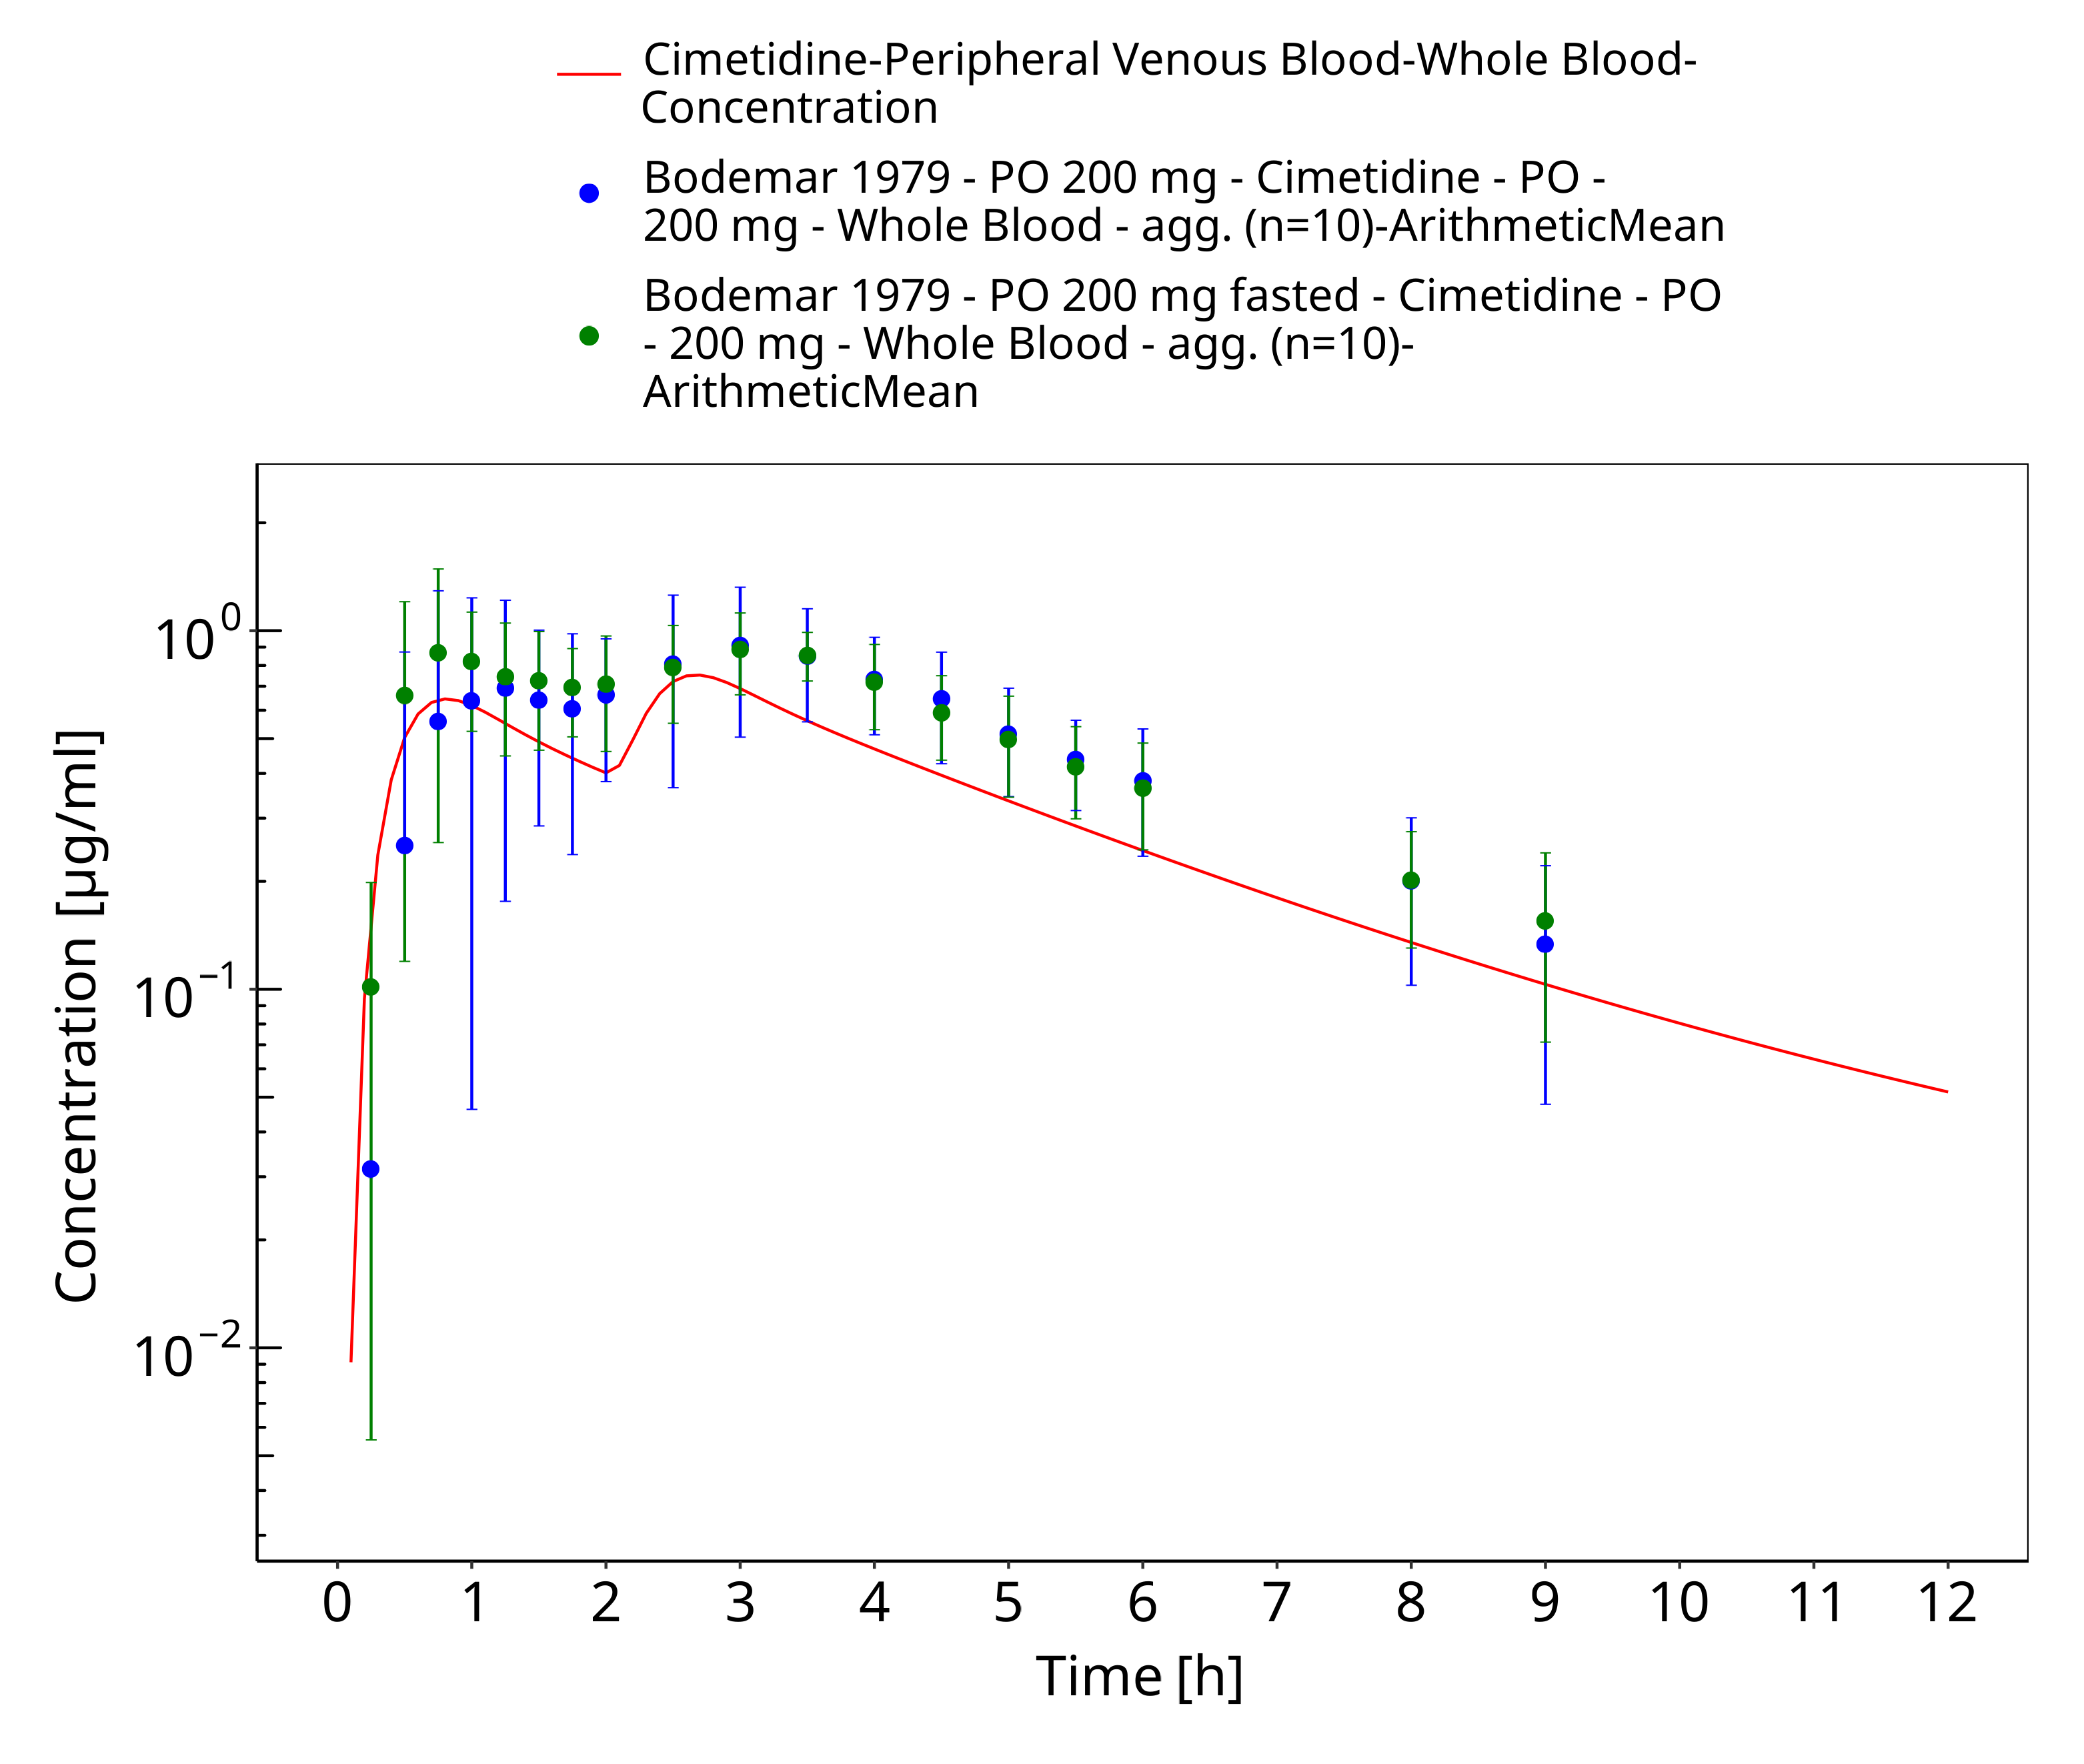 Cimetidine-Peripheral Venous Blood-Whole Blood-
Concentration
Bodemar 1979 - PO 200 mg - Cimetidine - PO -
200 mg - Whole Blood - agg. (n=10)-ArithmeticMean
Bodemar 1979 - PO 200 mg fasted - Cimetidine - PO
- 200 mg - Whole Blood - agg. (n=10)-
ArithmeticMean
Concentration [µg/ml]
10⁰
10⁻¹
10⁻²
0 1 2 3 4 5 6 7 8 9 10 11 12
Time [h]